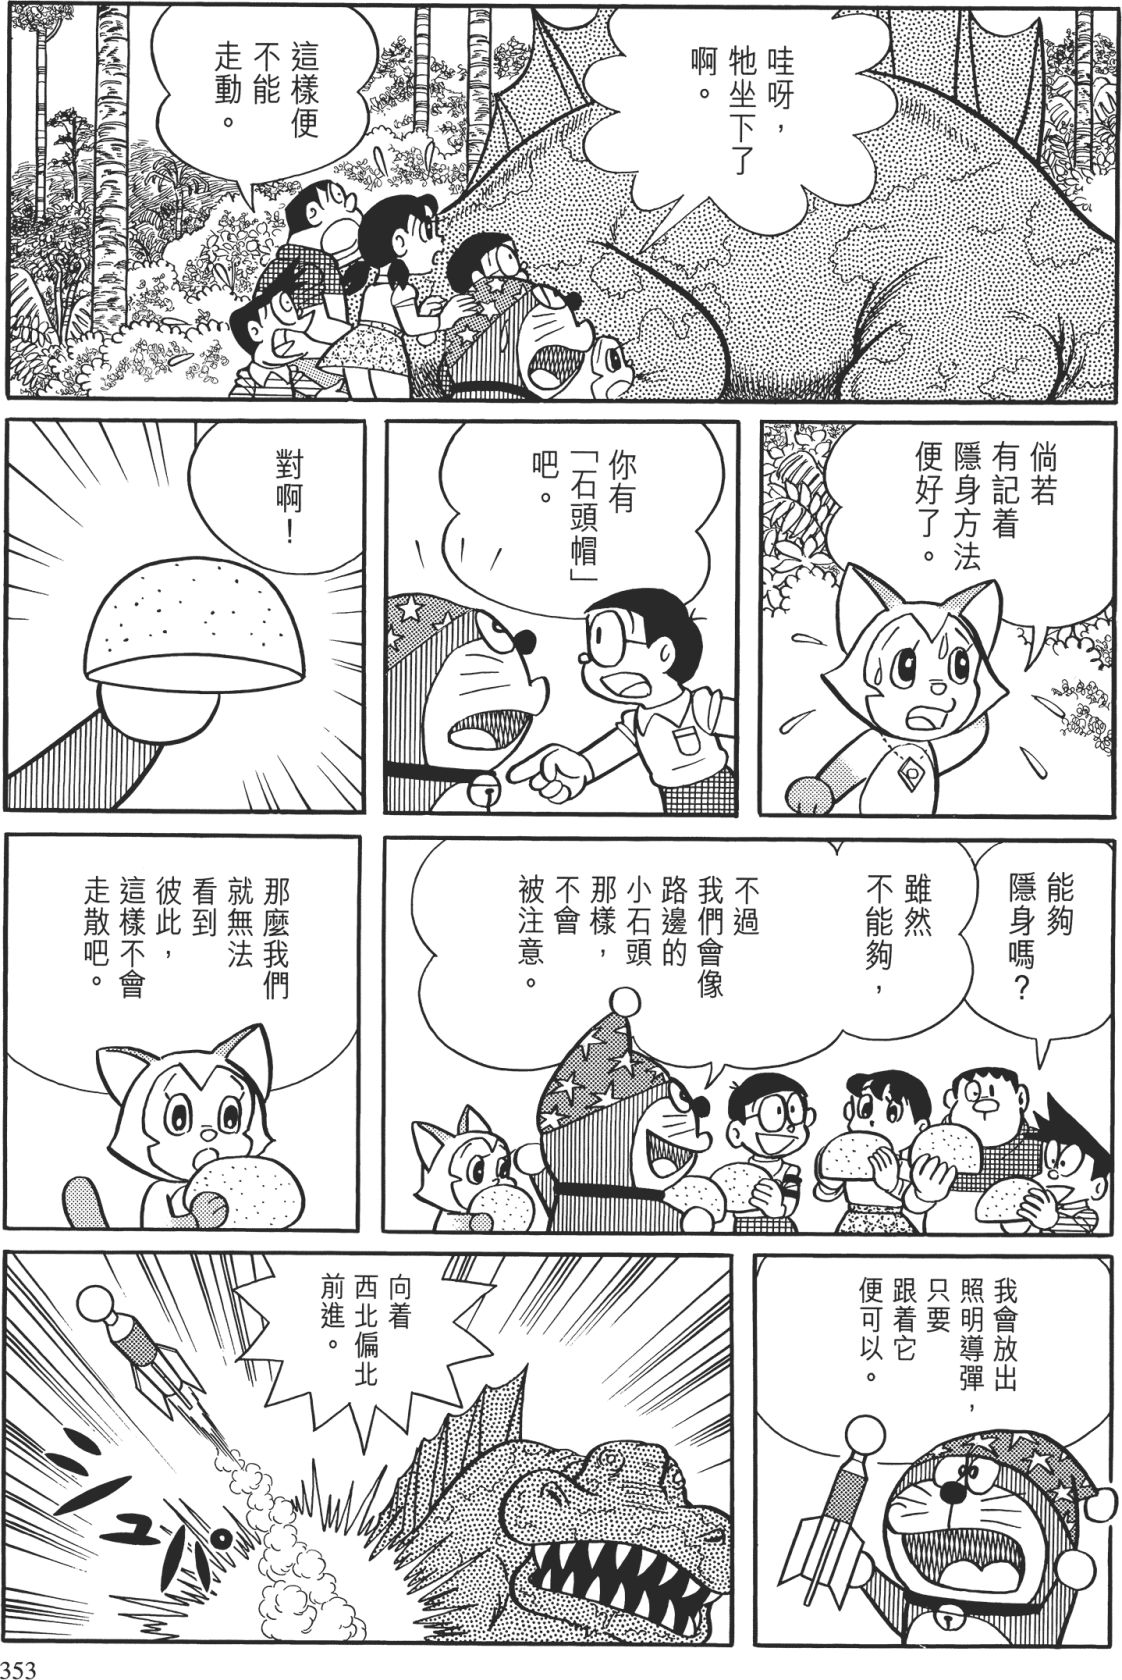 哇呀，
牠坐下了
啊。
這樣便
不能
走動。
倘若
有記着
隱身方法
便好了。
你有
「石頭帽」
吧。
對啊！
能夠
隱身嗎？
雖然
不能夠，
不過
我們會像
路邊的
小石頭
那樣，
不會
被注意。
那麼我們
就無法
看到
彼此，
這樣不會
走散吧。
我會放出
照明導彈，
只要
跟着它
便可以。
向着
西北偏北
前進。
シュパ。
353